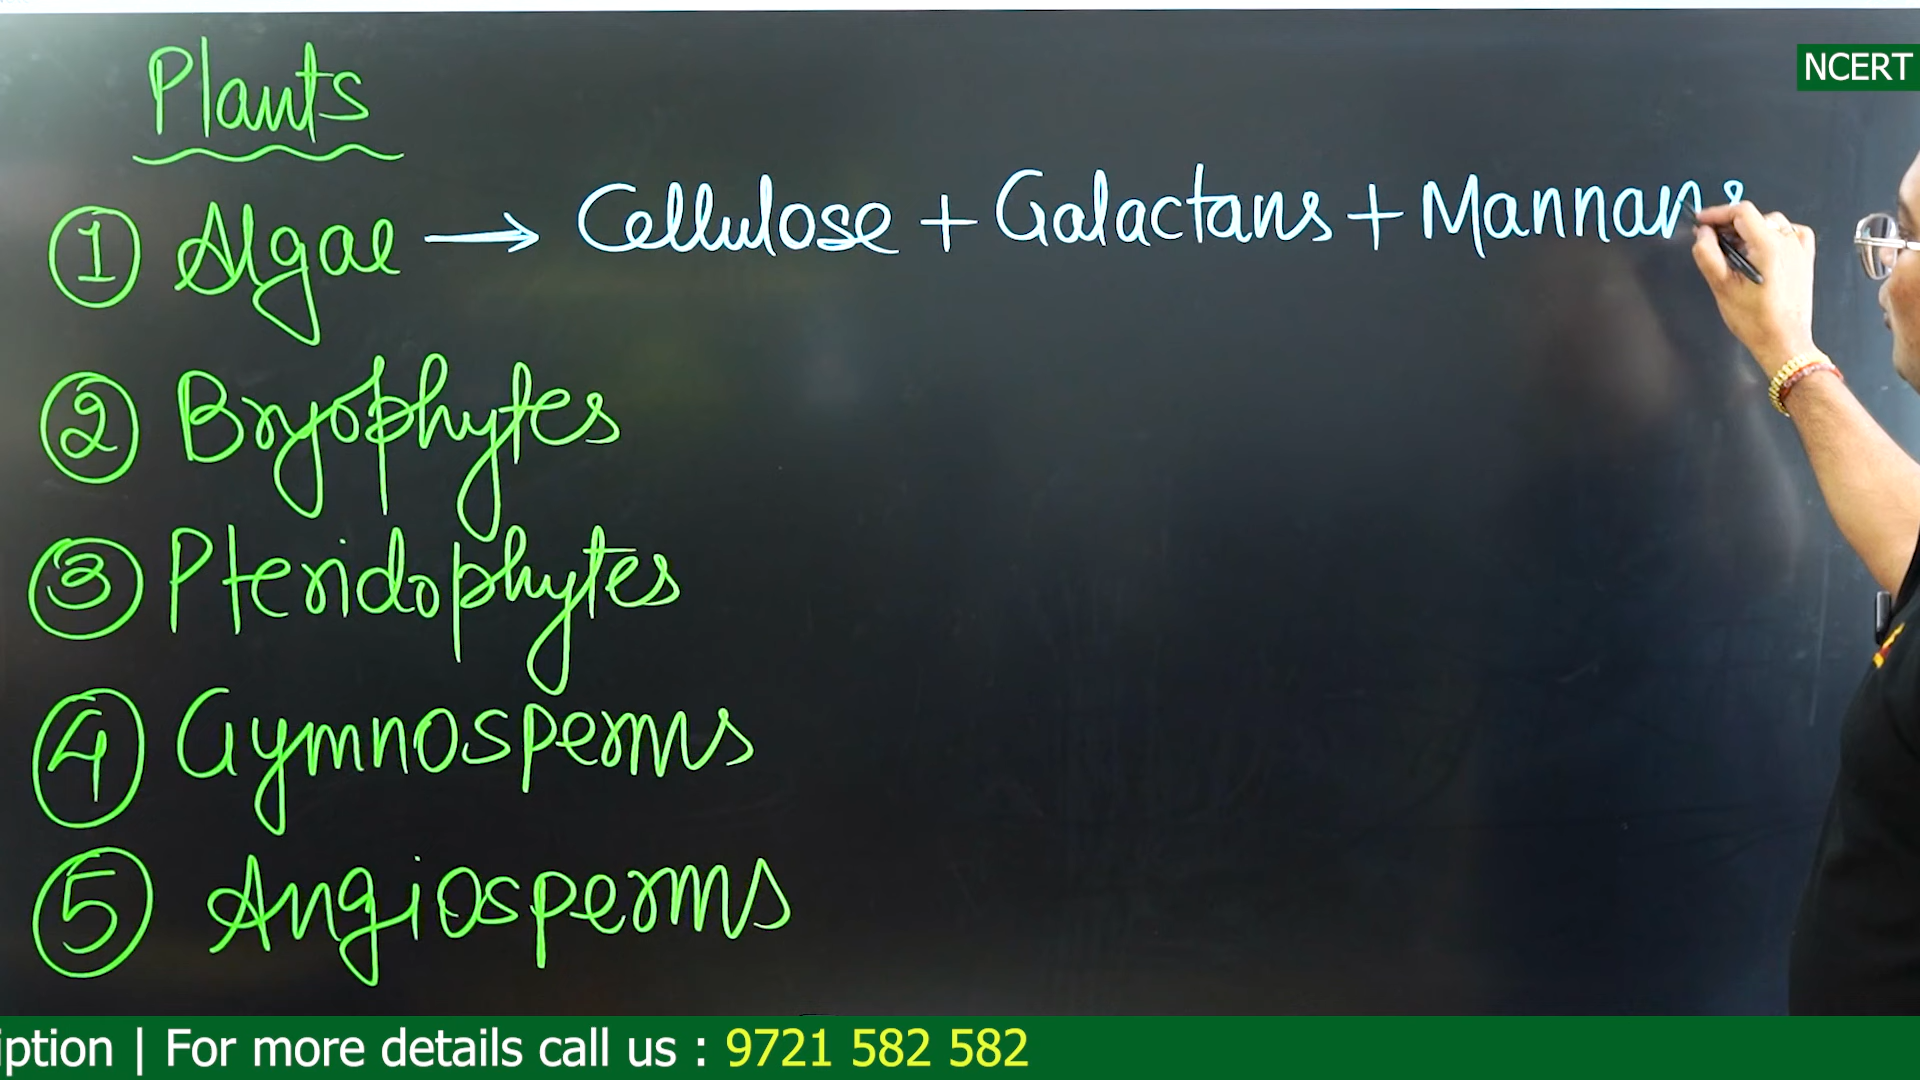 Plants
NCERT
1 Algae → Cellulose + Galactans + Mannans
2 Bryophytes
3 Pteridophytes
4 Gymnosperms
5 Angiosperms
iption | For more details call us : 9721 582 582